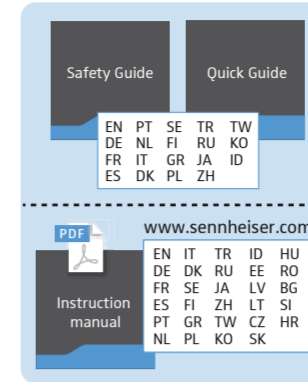 Safety Guide
Quick Guide
EN PT SE TR TW
DE NL FI RU KO
FR IT GR JA ID
ES DK PL ZH
PDF
www.sennheiser.com
Instruction
manual
EN IT TR ID HU
DE DK RU EE RO
FR SE JA LV BG
ES FI ZH LT SI
PT GR TW CZ HR
NL PL KO SK